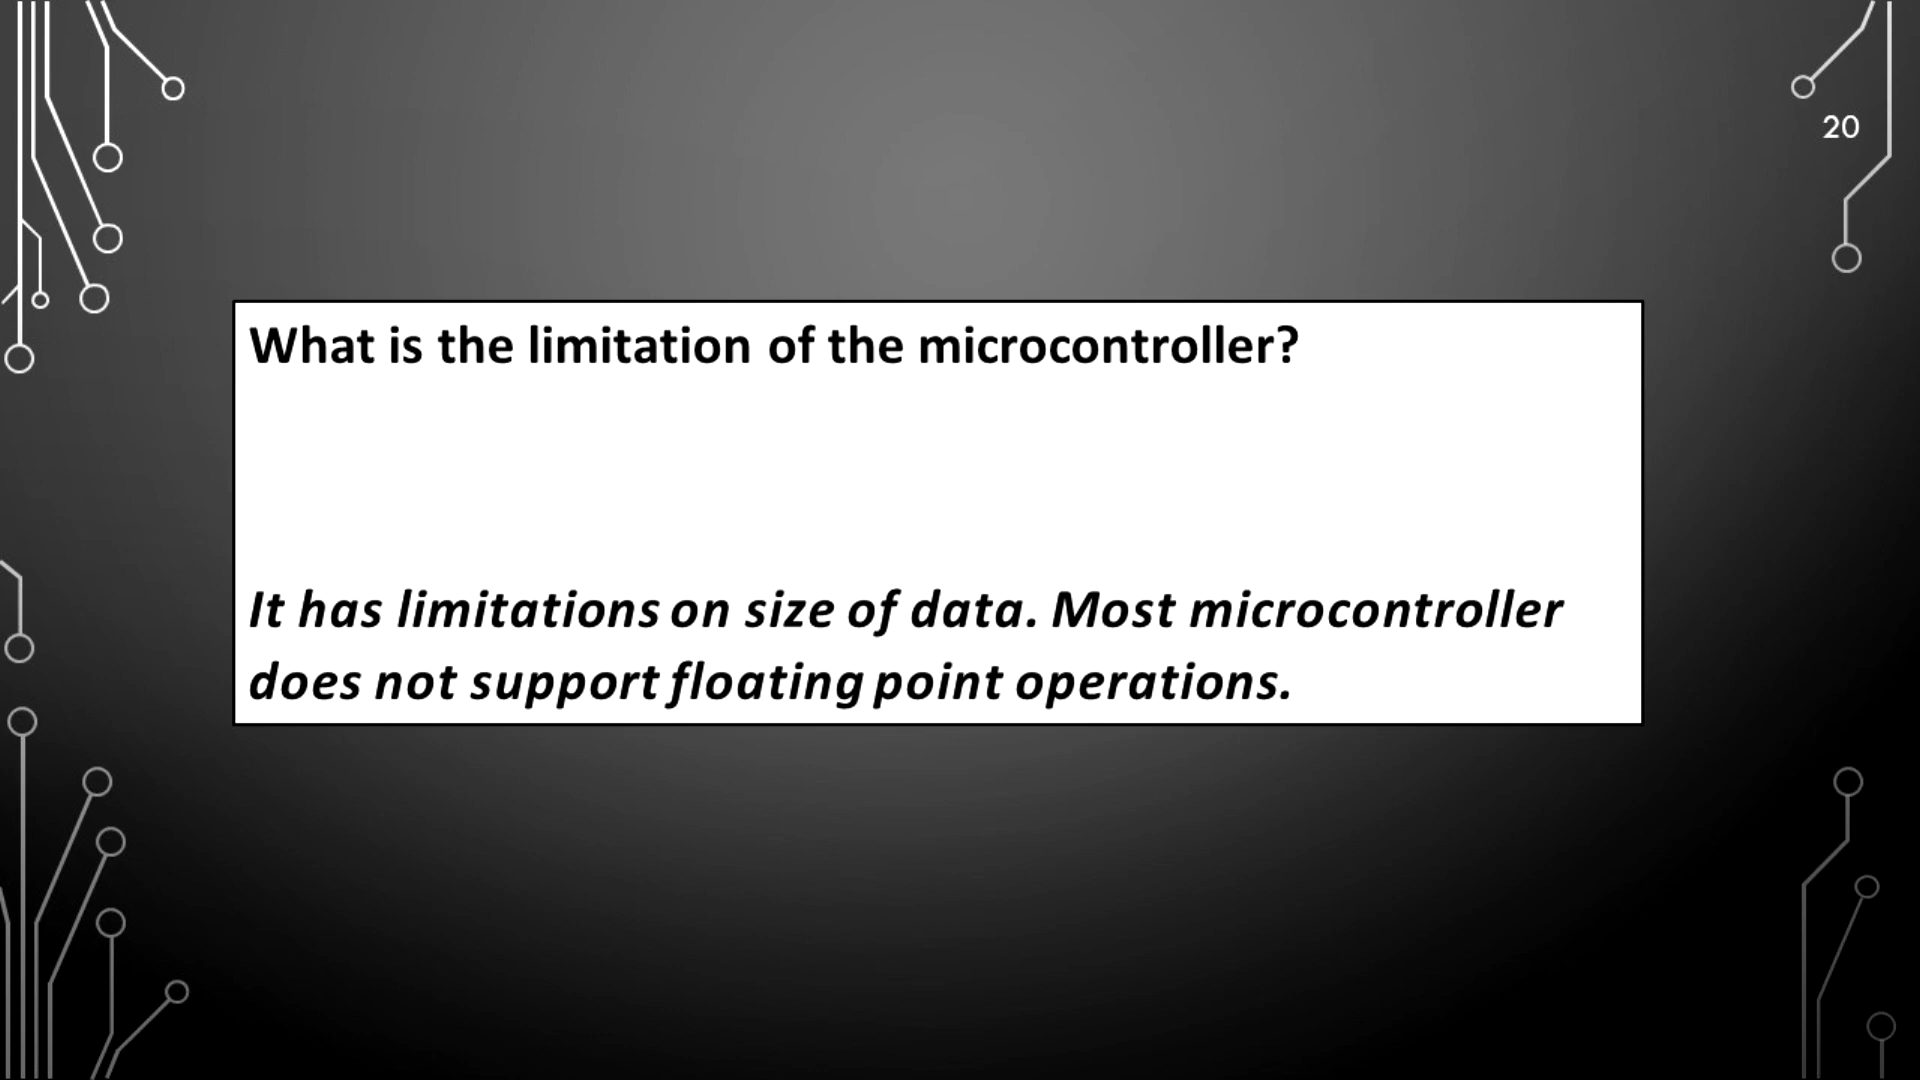 20
What is the limitation of the microcontroller?
It has limitations on size of data. Most microcontroller
does not support floating point operations.